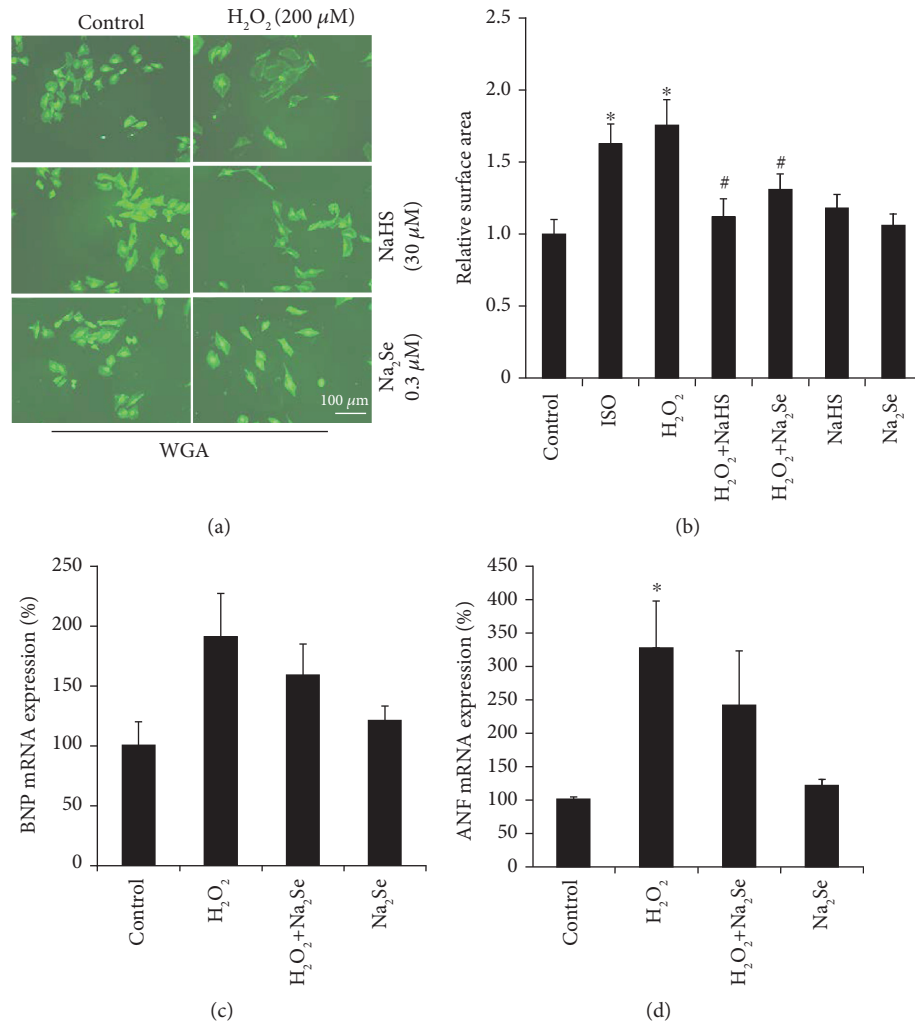 Control
H₂O₂ (200 μM)
NaHS
(30 μM)
Na₂Se
0.3 μM)
100 μm
WGA
(a)
Relative surface area
2.5
2.0
1.5
1.0
0.5
0
*
*
#
#
Control
ISO
H₂O₂
H₂O₂+NaHS
H₂O₂+Na₂Se
NaHS
Na₂Se
(b)
BNP mRNA expression (%)
250
200
150
100
50
0
Control
H₂O₂
H₂O₂+Na₂Se
Na₂Se
(c)
ANF mRNA expression (%)
450
400
350
300
250
200
150
100
50
0
*
Control
H₂O₂
H₂O₂+Na₂Se
Na₂Se
(d)